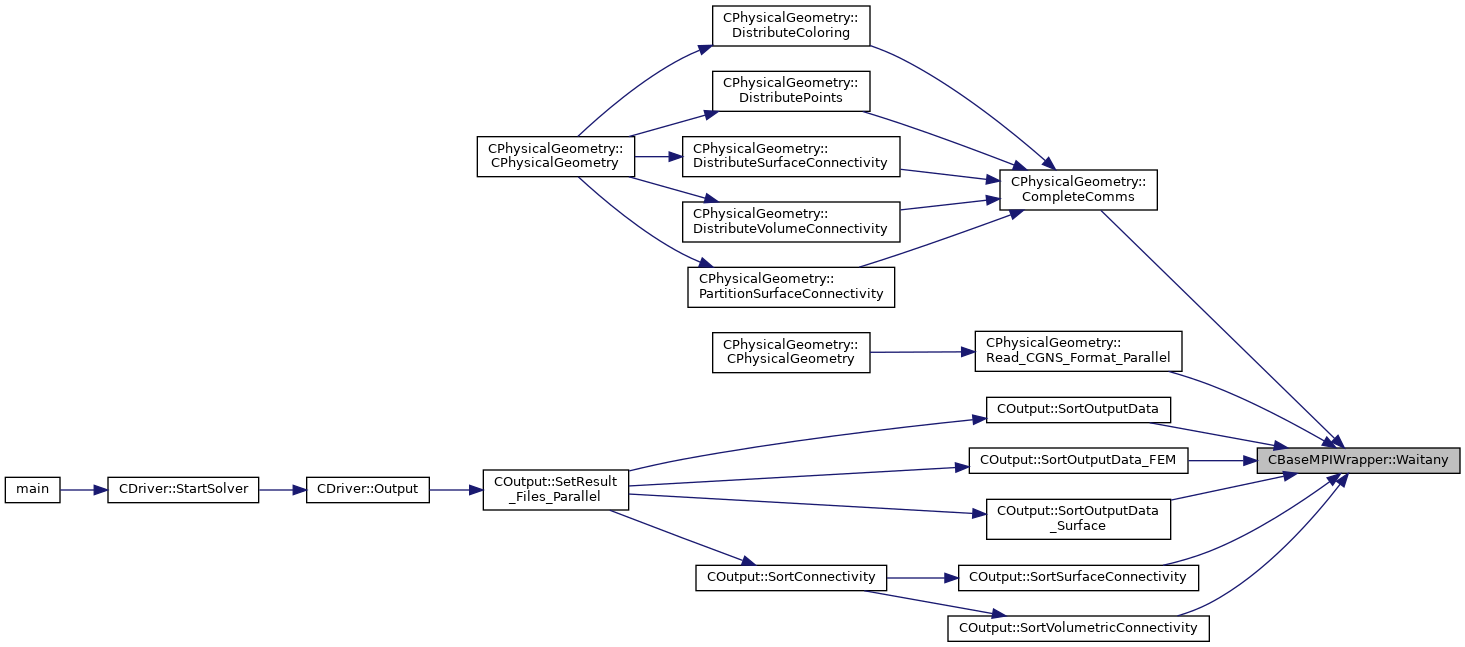 CPhysicalGeometry::
DistributeColoring
CPhysicalGeometry::
DistributePoints
CPhysicalGeometry::
CPhysicalGeometry
CPhysicalGeometry::
DistributeSurfaceConnectivity
CPhysicalGeometry::
CompleteComms
CPhysicalGeometry::
DistributeVolumeConnectivity
CPhysicalGeometry::
PartitionSurfaceConnectivity
CPhysicalGeometry::
CPhysicalGeometry
CPhysicalGeometry::
Read_CGNS_Format_Parallel
COutput::SortOutputData
COutput::SortOutputData_FEM
CBaseMPIWrapper::Waitany
main
CDriver::StartSolver
CDriver::Output
COutput::SetResult
_Files_Parallel
COutput::SortOutputData
_Surface
COutput::SortConnectivity
COutput::SortSurfaceConnectivity
COutput::SortVolumetricConnectivity